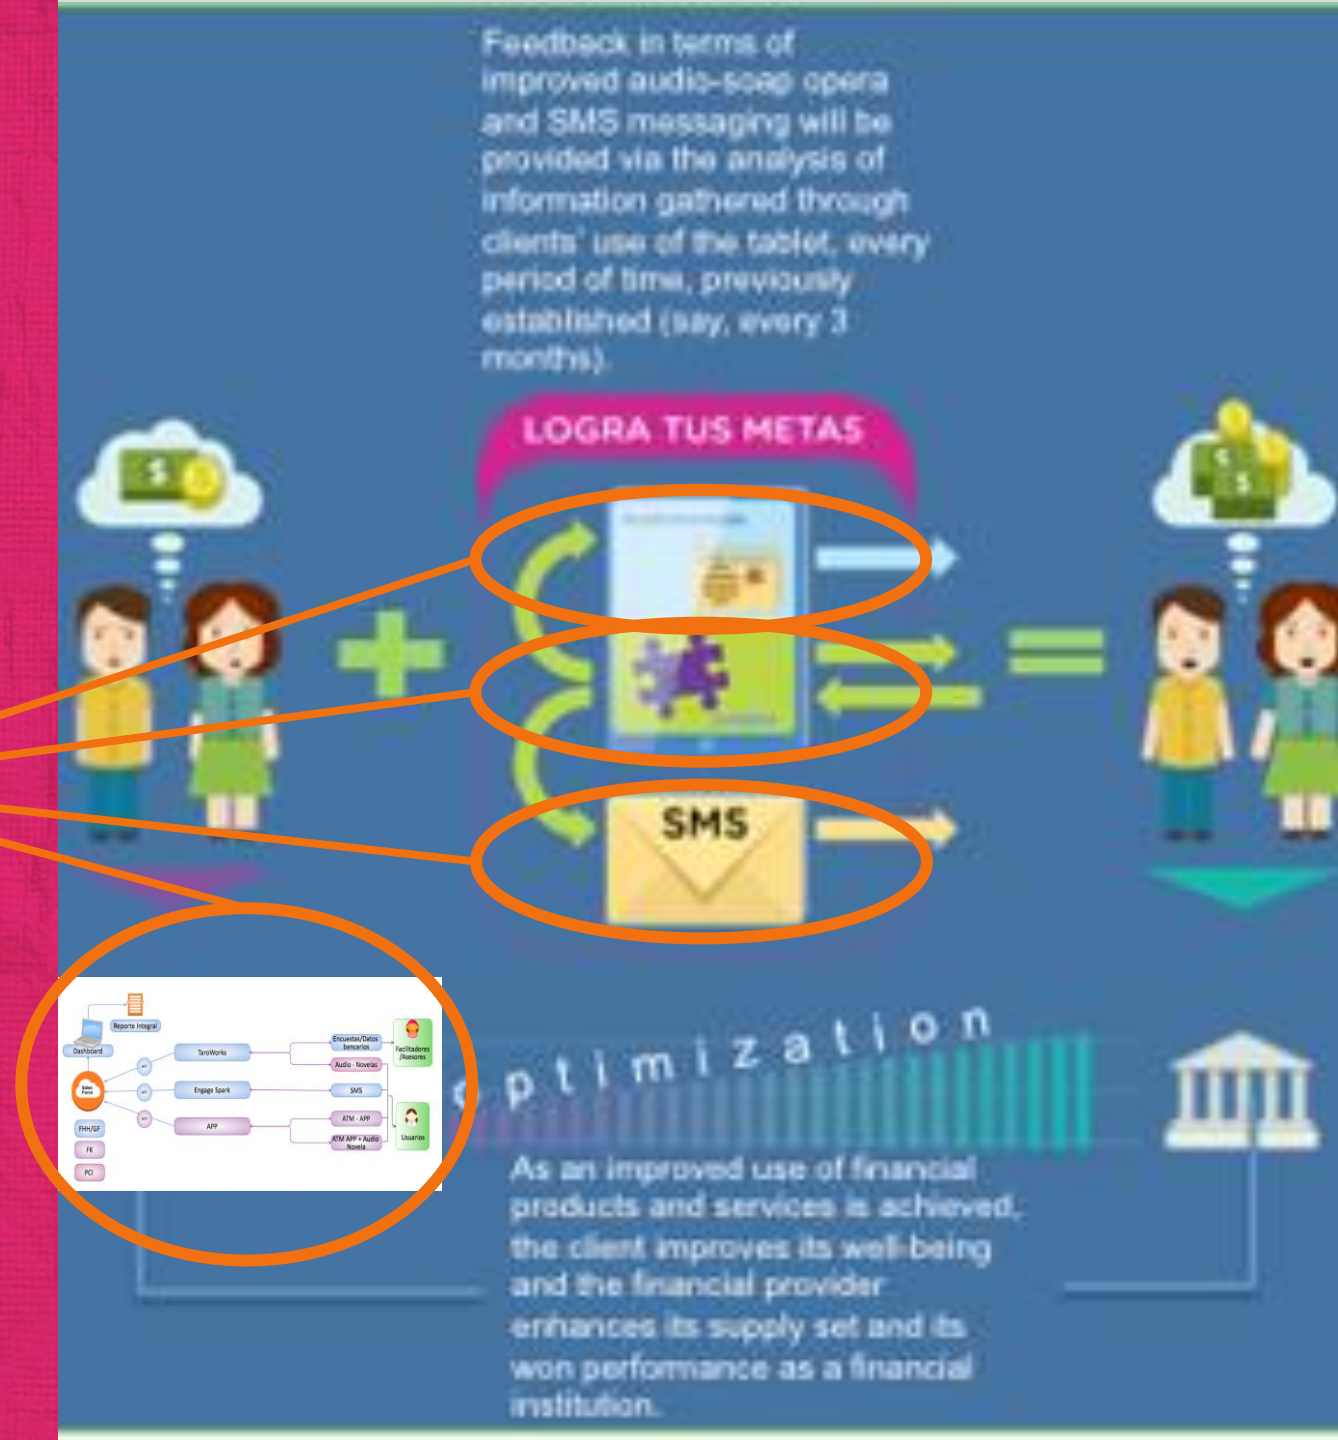 Feedback in terms of
improved audio-soap opera
and SMS messaging will be
provided via the analysis of
information gathered through
clients' use of the tablet, every
period of time, previously
established (say, every 3
months).
LOGRA TUS METAS
$
$
$
SMS
Reporte Integral
Dashboard
TaroWorks
Encuestas/Datos
bancarios
Facilitadores
/Asesores
Audio - Novelas
Sales
Force
Engage Spark
SMS
APP
ATM - APP
ATM APP + Audio
Novela
Usuarios
FHH/GF
FK
PCI
optimization
As an improved use of financial
products and services is achieved,
the client improves its well-being
and the financial provider
enhances its supply set and its
won performance as a financial
institution.